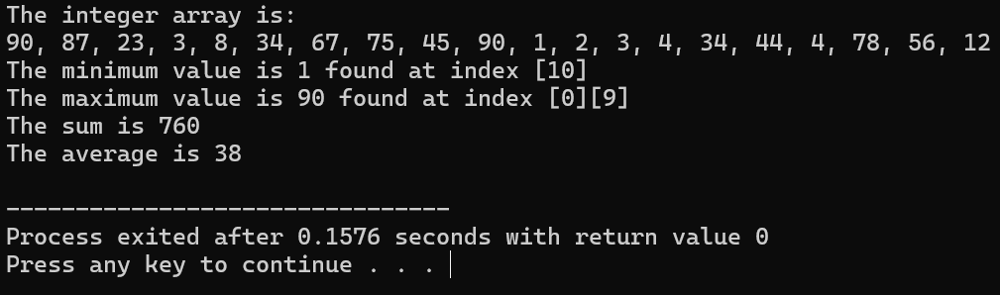 The integer array is:
90, 87, 23, 3, 8, 34, 67, 75, 45, 90, 1, 2, 3, 4, 34, 44, 4, 78, 56, 12
The minimum value is 1 found at index [10]
The maximum value is 90 found at index [0][9]
The sum is 760
The average is 38
--------------------------------
Process exited after 0.1576 seconds with return value 0
Press any key to continue . . .